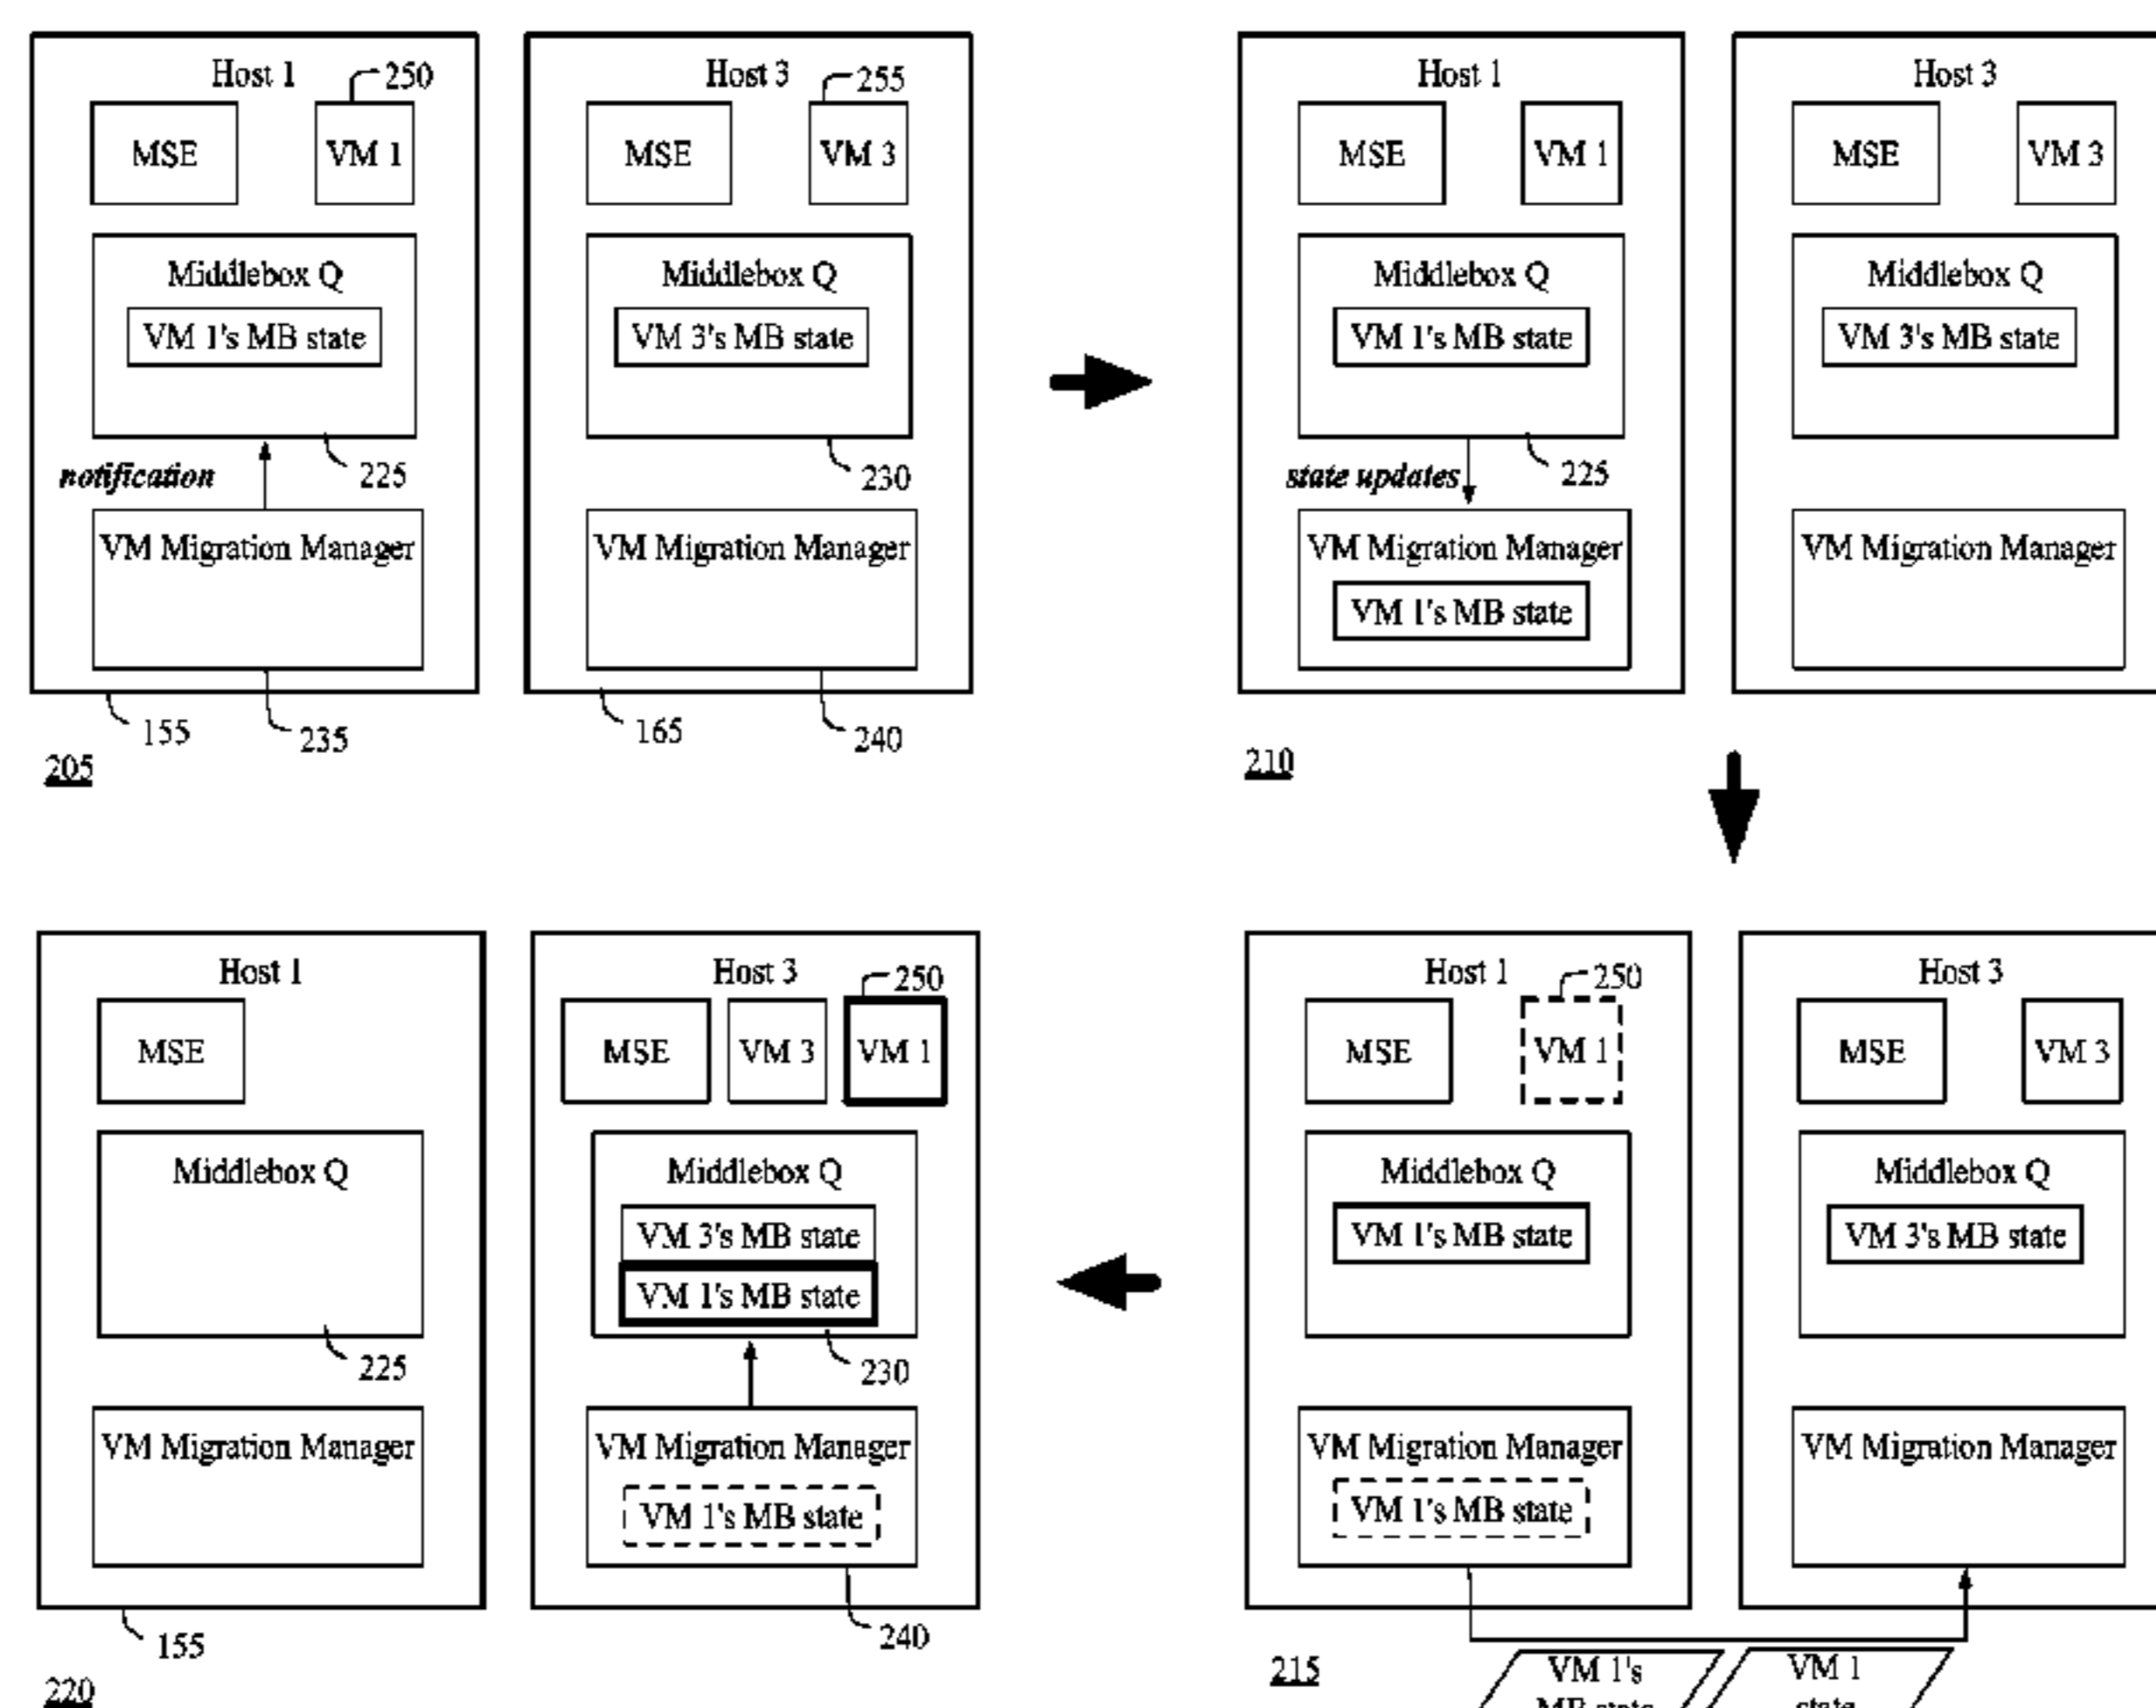 Host 1
250
MSE
VM 1
Middlebox Q
VM 1's MB state
notification
225
VM Migration Manager
155
235
205
Host 3
255
MSE
VM 3
Middlebox Q
VM 3's MB state
230
VM Migration Manager
165
240
Host 1
MSE
VM 1
Middlebox Q
VM 1's MB state
state updates
225
VM Migration Manager
VM 1's MB state
210
Host 3
MSE
VM 3
Middlebox Q
VM 3's MB state
VM Migration Manager
Host 1
MSE
Middlebox Q
225
VM Migration Manager
155
220
Host 3
250
MSE
VM 3
VM 1
Middlebox Q
VM 3's MB state
VM 1's MB state
230
VM Migration Manager
VM 1's MB state
240
Host 1
250
MSE
VM 1
Middlebox Q
VM 1's MB state
VM Migration Manager
VM 1's MB state
215
Host 3
MSE
VM 3
Middlebox Q
VM 3's MB state
VM Migration Manager
VM 1's
MB state
VM 1
state